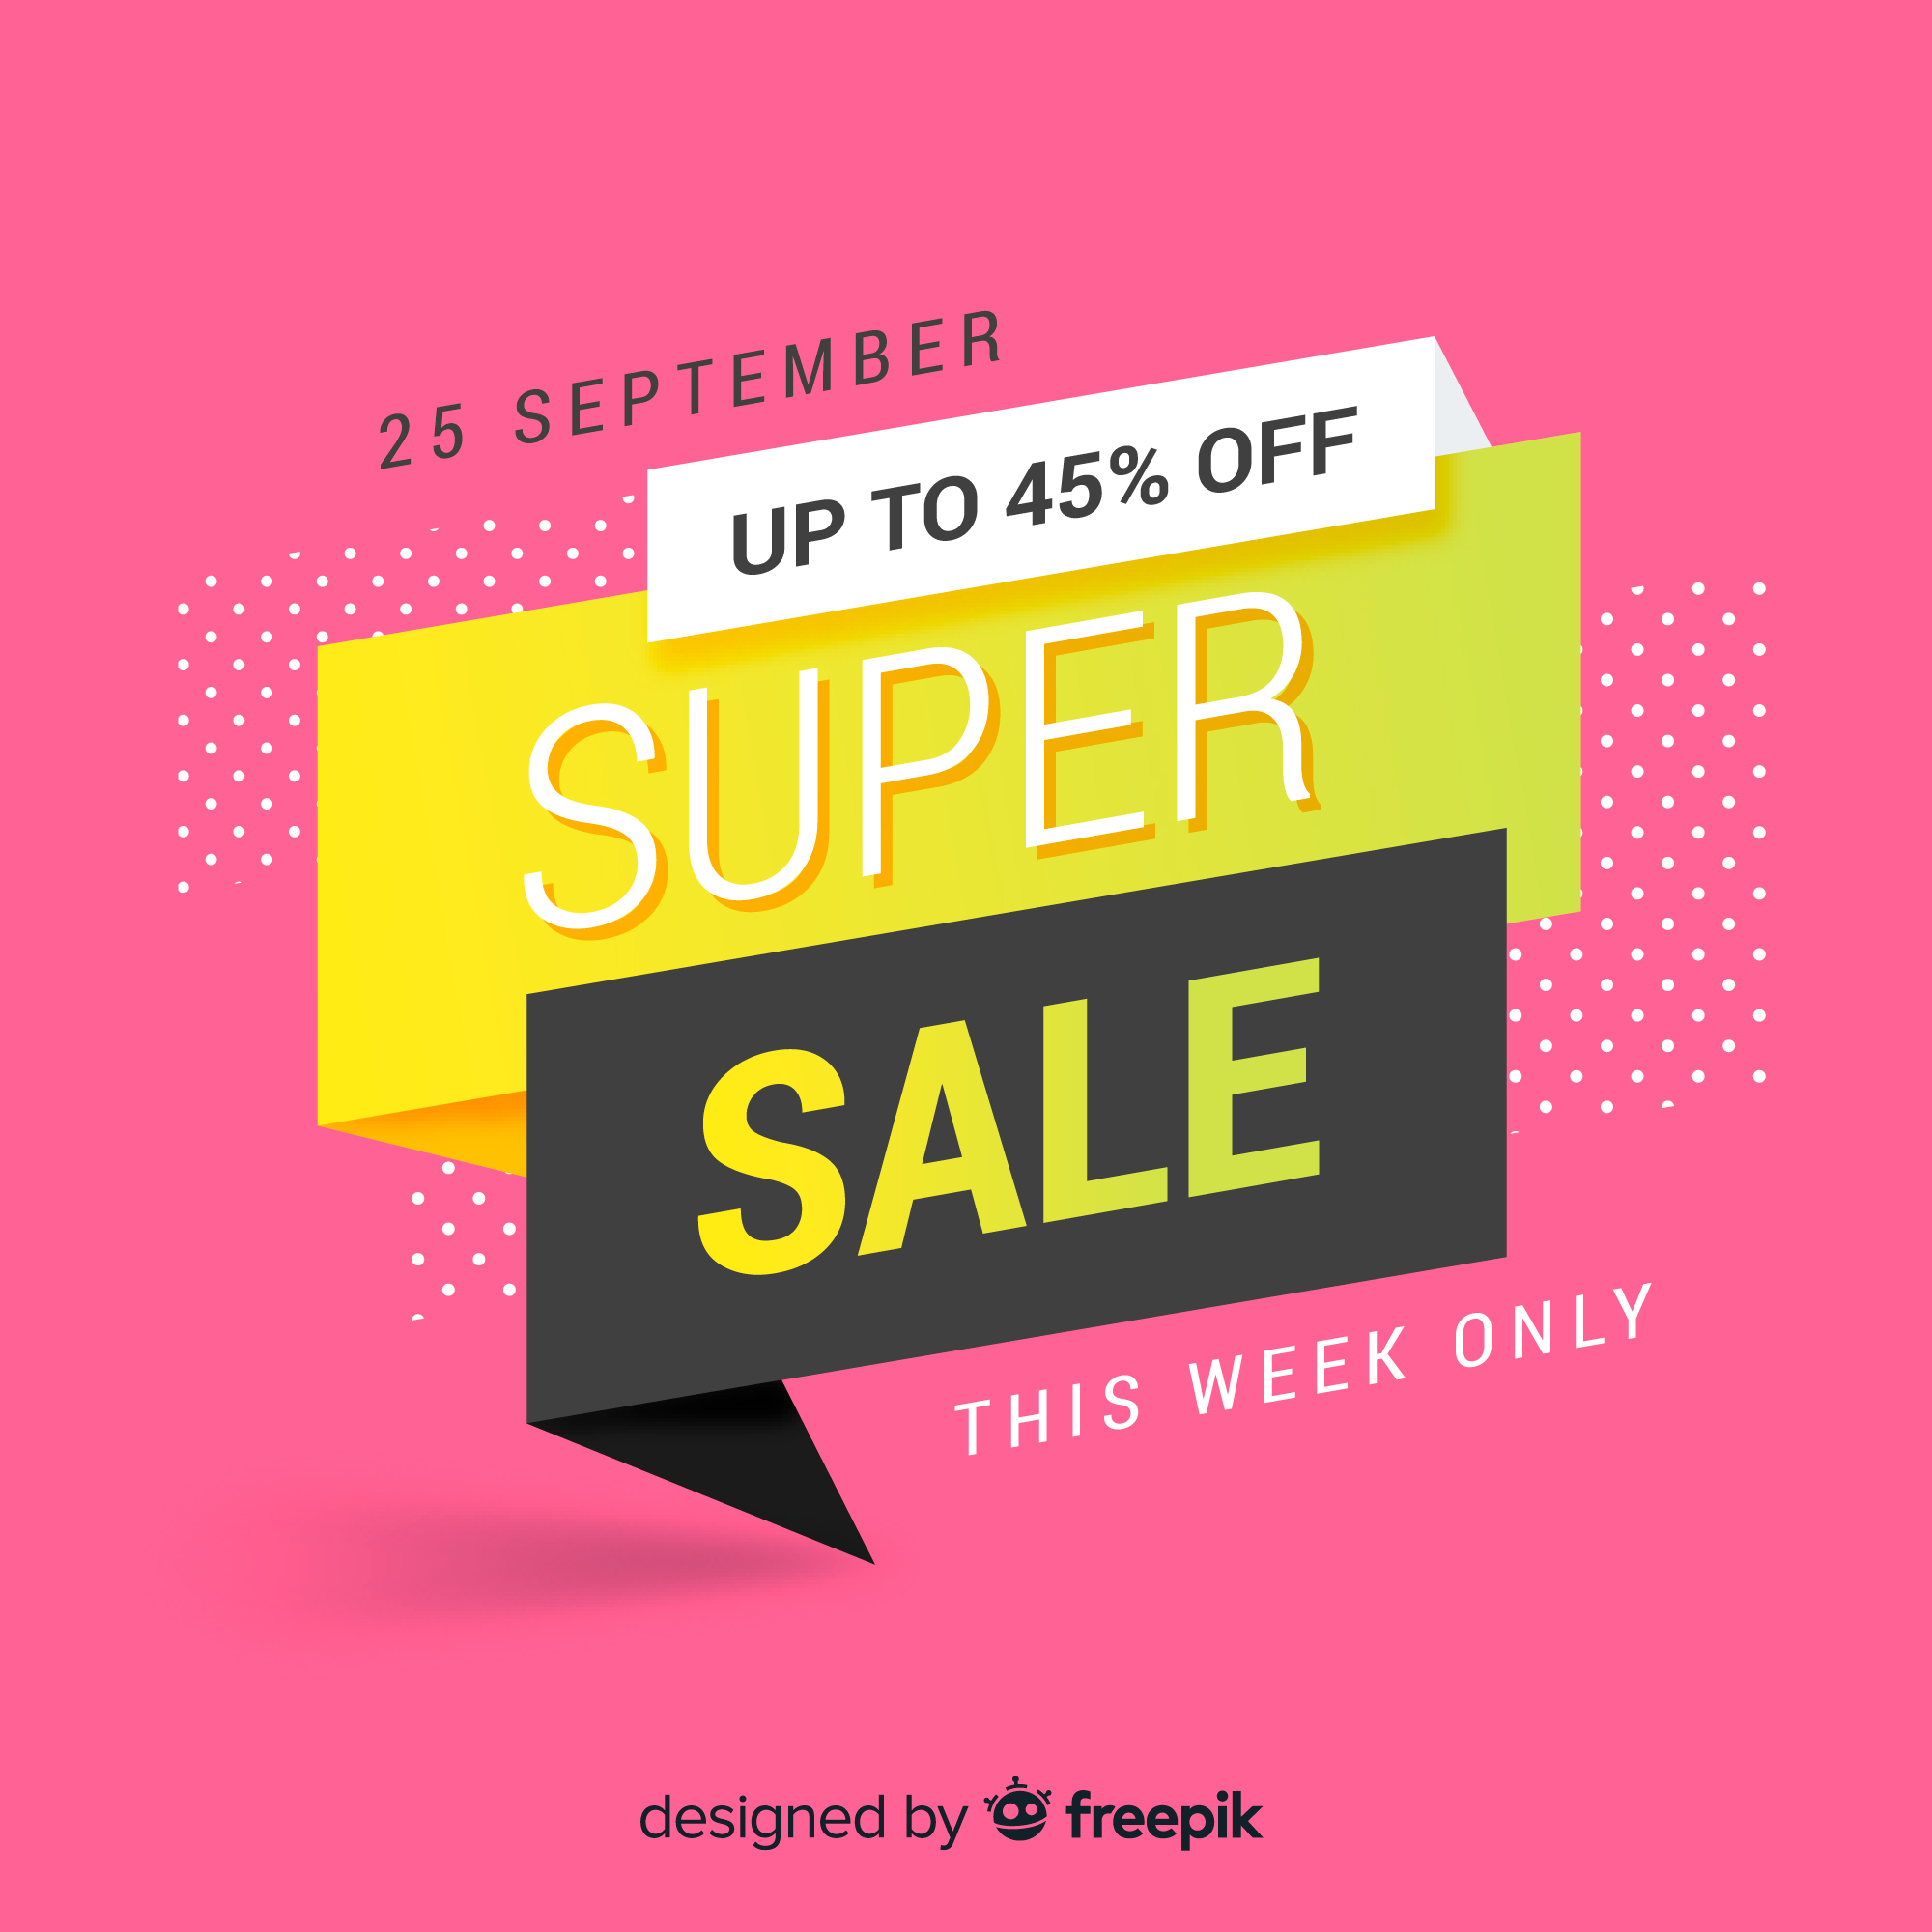 25 SEPTEMBER
UP TO 45% OFF
SUPER
SALE
THIS WEEK ONLY
designed by freepik